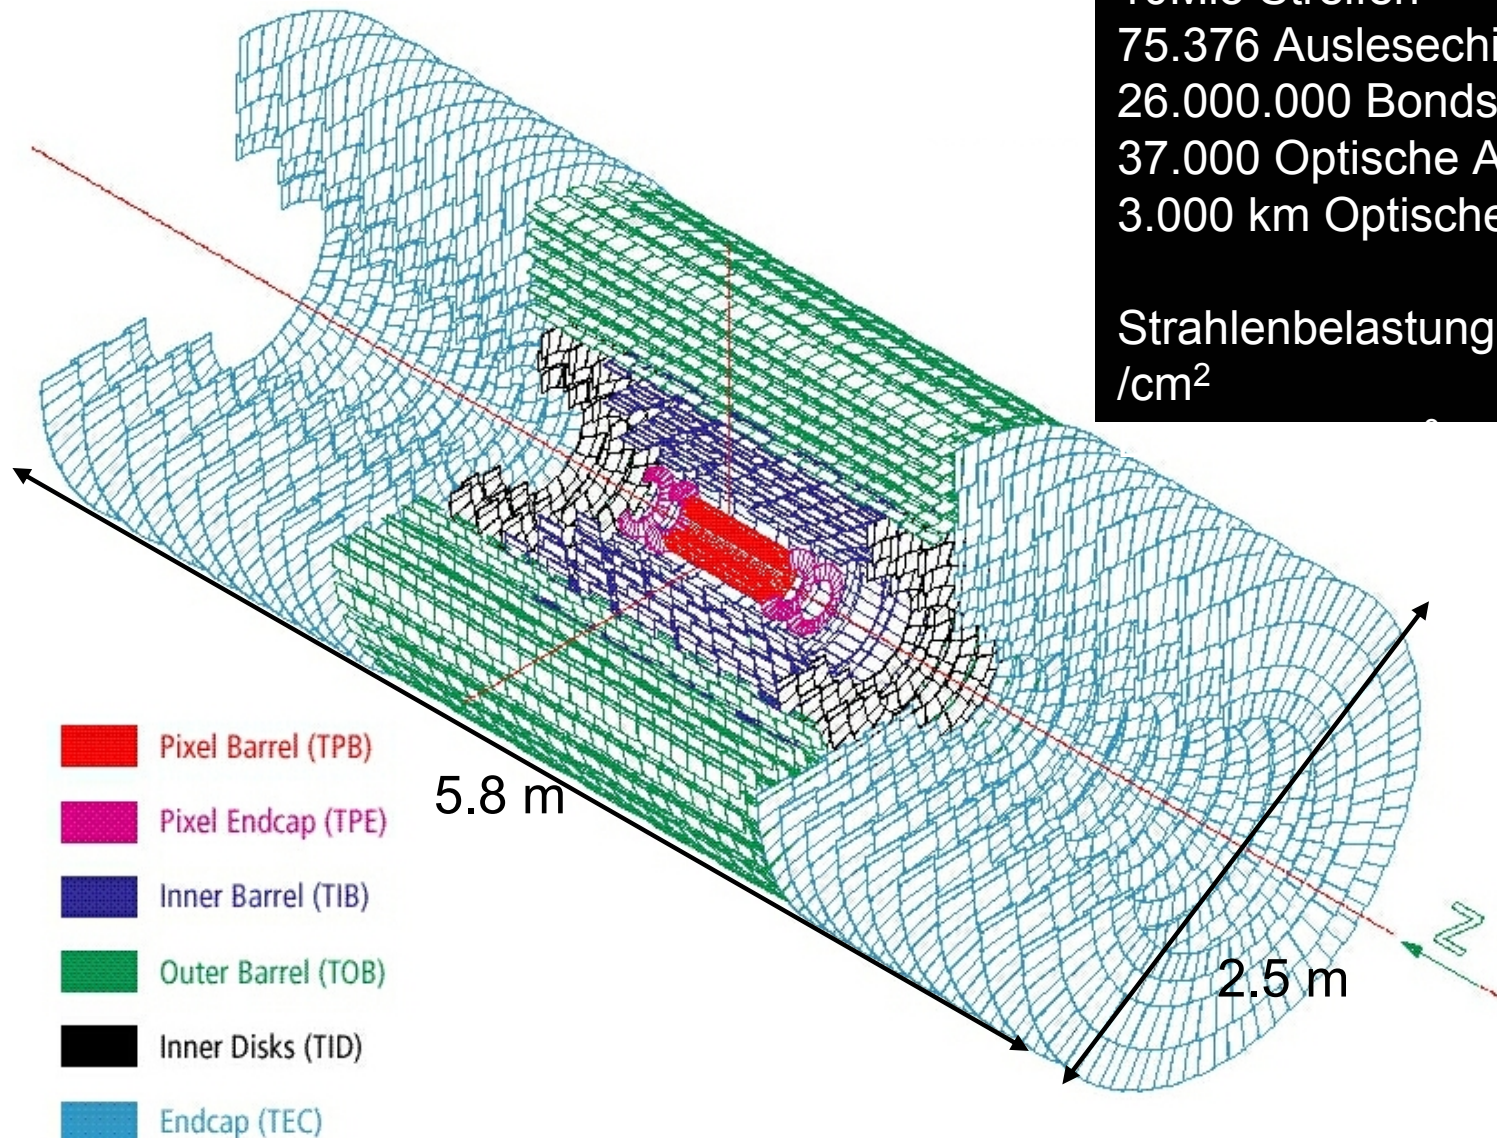 75.376 Auslesechi
26.000.000 Bonds
37.000 Optische A
3.000 km Optische
Strahlenbelastung
/cm²
5.8 m
2.5 m
Z
Pixel Barrel (TPB)
Pixel Endcap (TPE)
Inner Barrel (TIB)
Outer Barrel (TOB)
Inner Disks (TID)
Endcap (TEC)